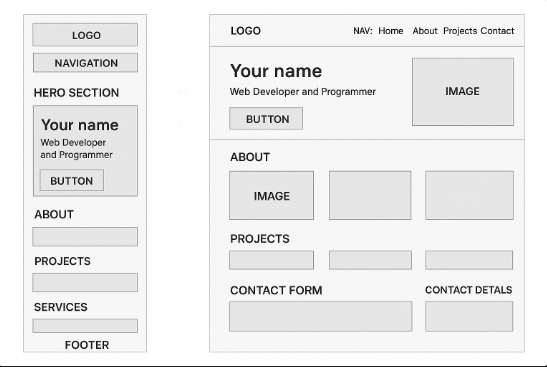 LOGO
NAVIGATION
HERO SECTION
Your name
Web Developer
and Programmer
BUTTON
ABOUT
PROJECTS
SERVICES
FOOTER
LOGO
NAV: Home About Projects Contact
Your name
Web Developer and Programmer
BUTTON
IMAGE
ABOUT
IMAGE
PROJECTS
CONTACT FORM
CONTACT DETALS